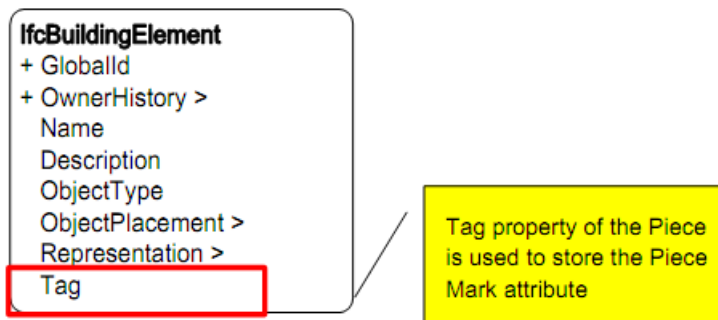 IfcBuildingElement
+ GlobalId
+ OwnerHistory >
Name
Description
ObjectType
ObjectPlacement >
Representation >
Tag
Tag property of the Piece
is used to store the Piece
Mark attribute